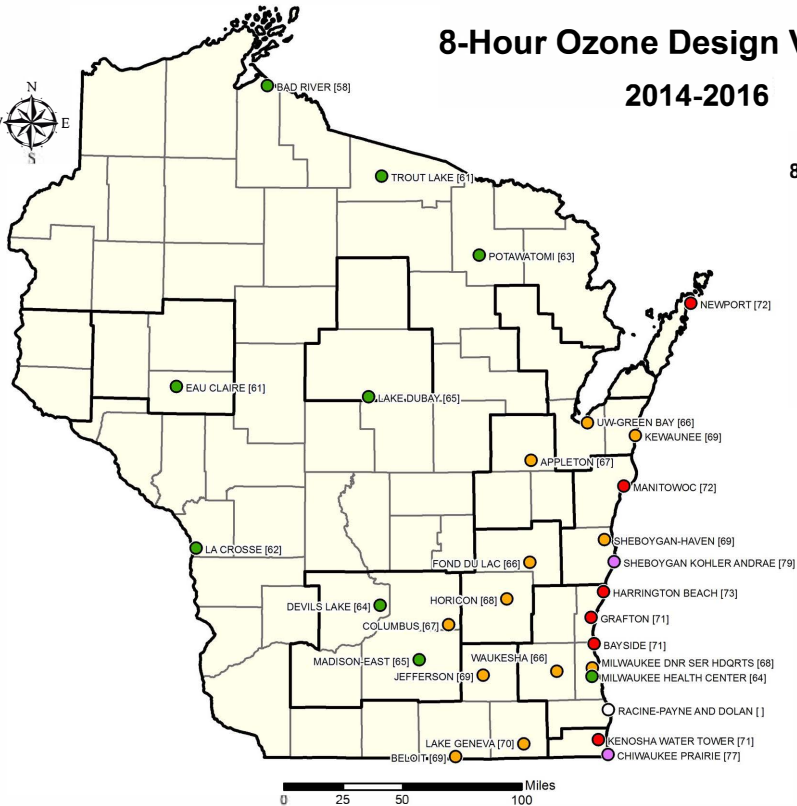 8-Hour Ozone Design V
2014-2016
8
N
E
S
BAD RIVER [58]
TROUT LAKE [61]
POTAWATOMI [63]
NEWPORT [72]
EAU CLAIRE [61]
LAKE DUBAY [65]
UW-GREEN BAY [66]
KEWAUNEE [69]
APPLETON [67]
MANITOWOC [72]
SHEBOYGAN-HAVEN [69]
LA CROSSE [62]
FOND DU LAC [66]
SHEBOYGAN KOHLER ANDRAE [79]
HARRINGTON BEACH [73]
HORICON [68]
DEVILS LAKE [64]
GRAFTON [71]
COLUMBUS [67]
BAYSIDE [71]
MADISON-EAST [65]
WAUKESHA [66]
MILWAUKEE DNR SER HDQRTS [68]
JEFFERSON [69]
MILWAUKEE HEALTH CENTER [64]
RACINE-PAYNE AND DOLAN [ ]
LAKE GENEVA [70]
KENOSHA WATER TOWER [71]
BELOIT [69]
CHIWAUKEE PRAIRIE [77]
Miles
0 25 50 100